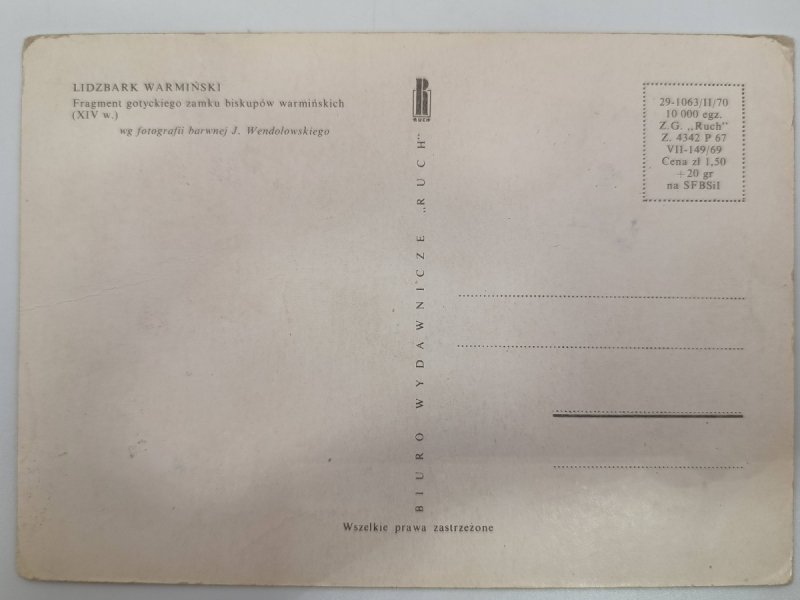 LIDZBARK WARMIŃSKI
Fragment gotyckiego zamku biskupów warmińskich
(XIV w.)
wg fotografii barwnej J. Wendołowskiego
RUCH
BIURO WYDAWNICZE „RUCH”
29-1063/II/70
10 000 egz.
Z.G. „Ruch”
Z. 4342 P 67
VII-149/69
Cena zł 1,50
+20 gr
na SFBSiI
Wszelkie prawa zastrzeżone